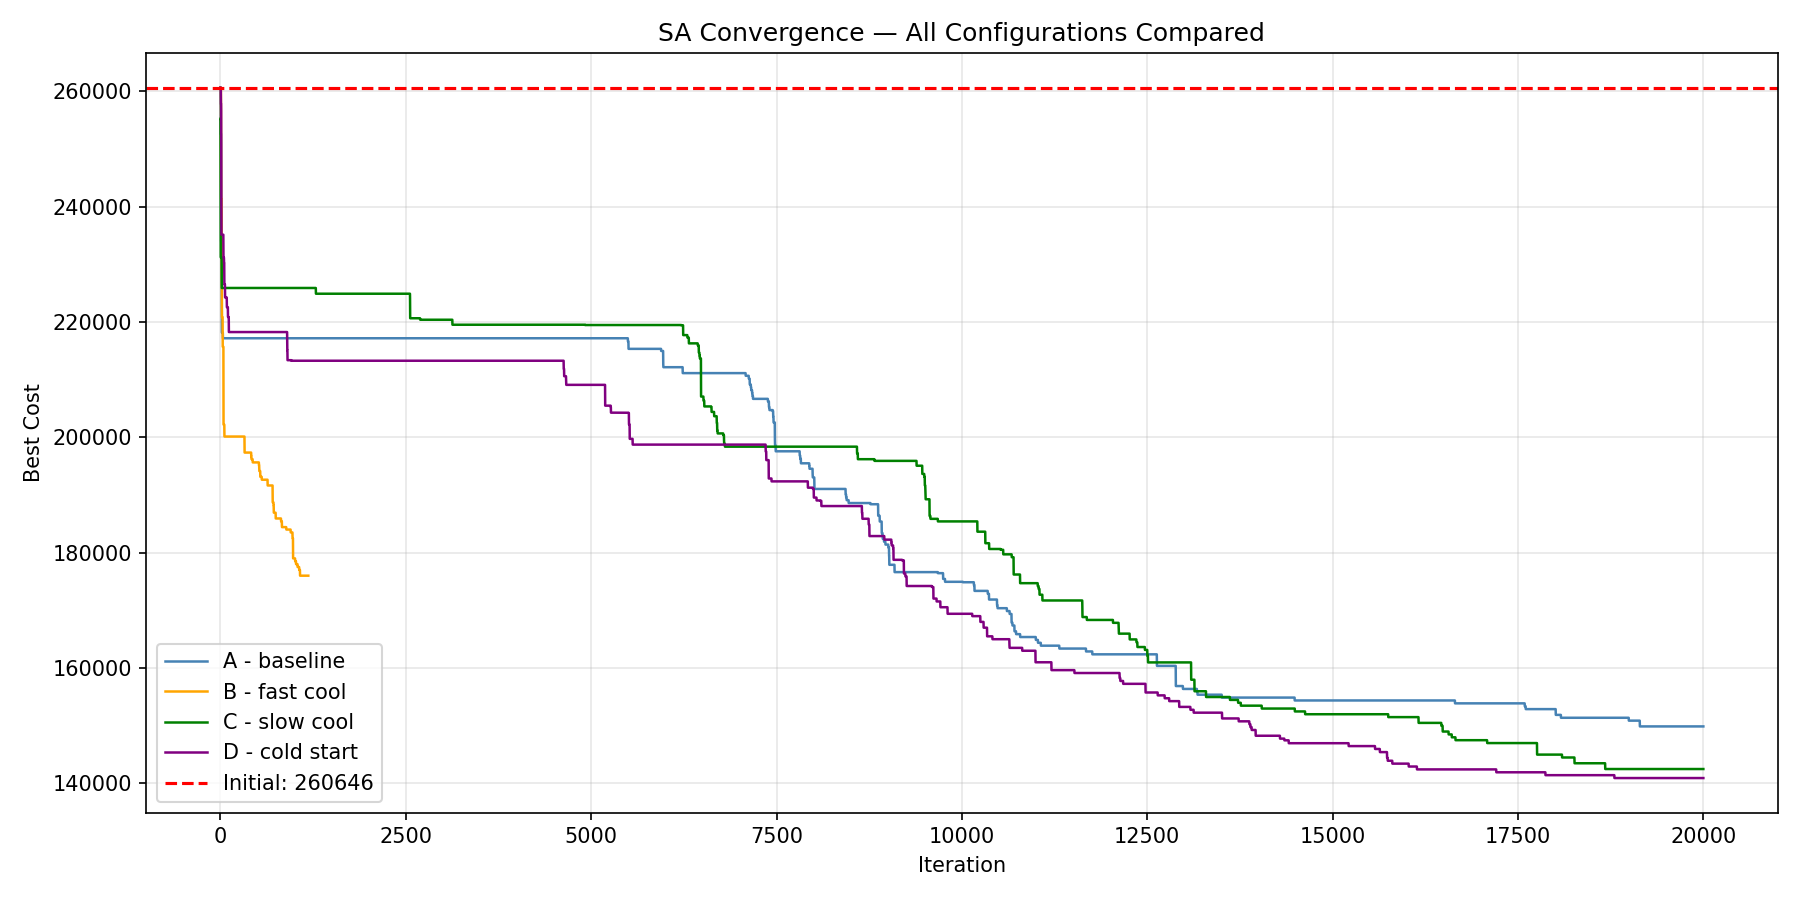 SA Convergence — All Configurations Compared
260000
240000
220000
200000
180000
160000
140000
Best Cost
A - baseline
B - fast cool
C - slow cool
D - cold start
Initial: 260646
0 2500 5000 7500 10000 12500 15000 17500 20000
Iteration